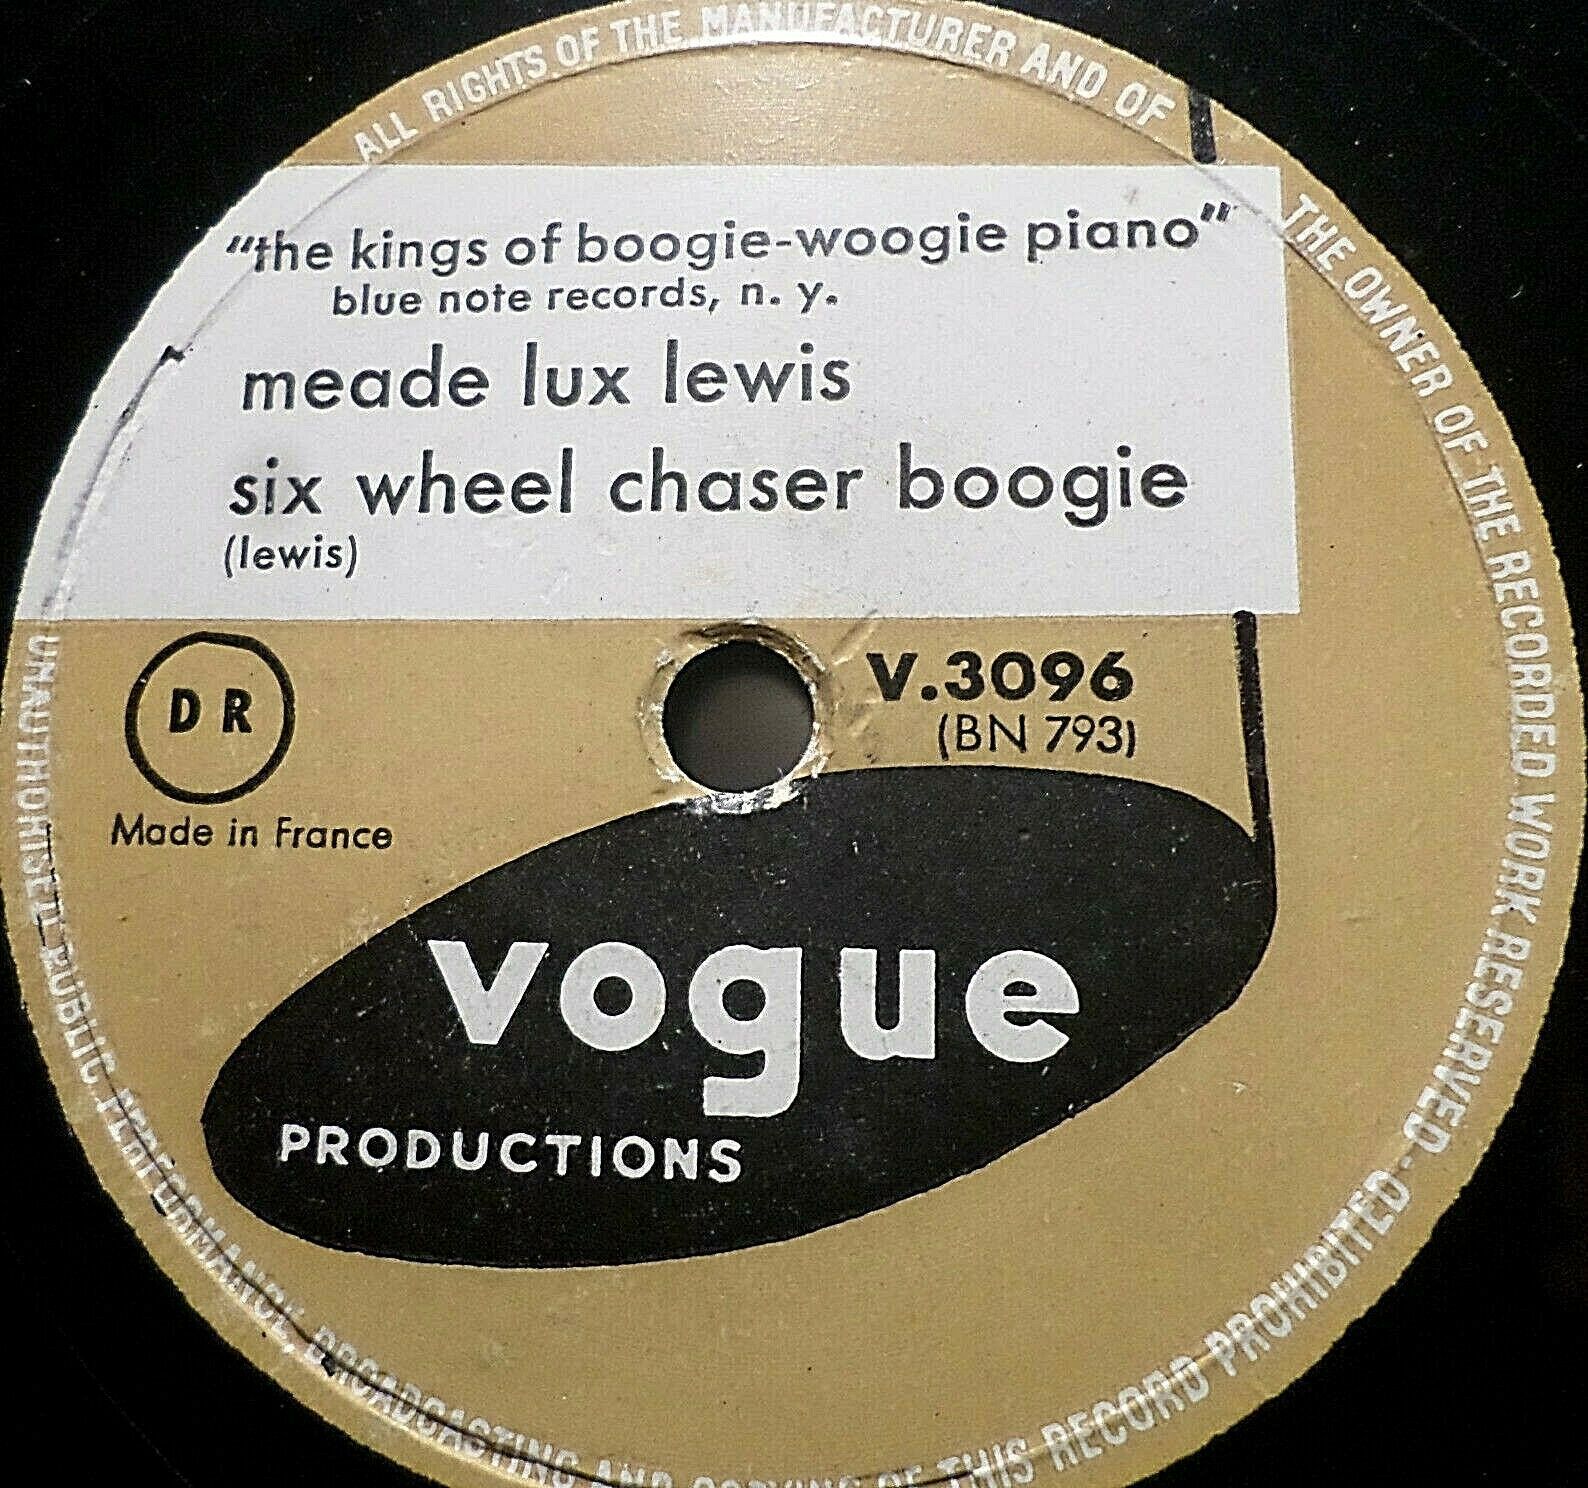 ALL RIGHTS OF THE MANUFACTURER AND OF THE OWNER OF THE RECORDED WORK RESERVED · UNAUTHORISED PUBLIC PERFORMANCE, BROADCASTING AND COPYING OF THIS RECORD PROHIBITED ·
"the kings of boogie-woogie piano"
blue note records, n. y.
meade lux lewis
six wheel chaser boogie
(lewis)
D R
Made in France
V.3096
(BN 793)
vogue
PRODUCTIONS